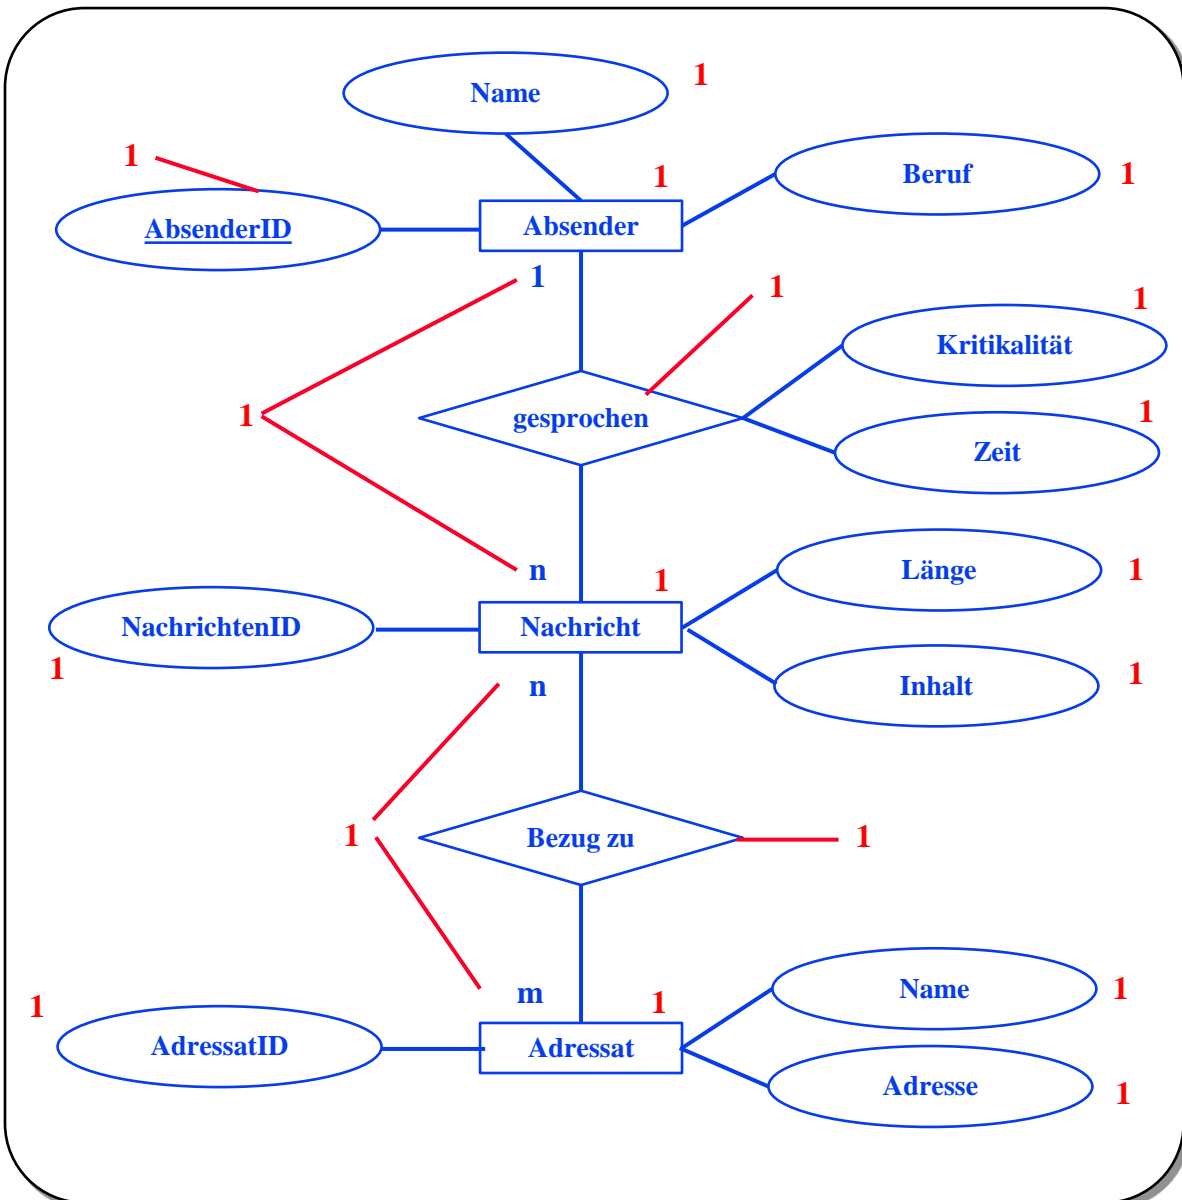 Name 1
1 1 Beruf 1
AbsenderID Absender
1 1 1
Kritikalität
1 gesprochen 1
Zeit
n 1 Länge 1
NachrichtenID Nachricht
1 n Inhalt 1
1 Bezug zu 1
m 1 Name 1
1
AdressatID Adressat
Adresse 1